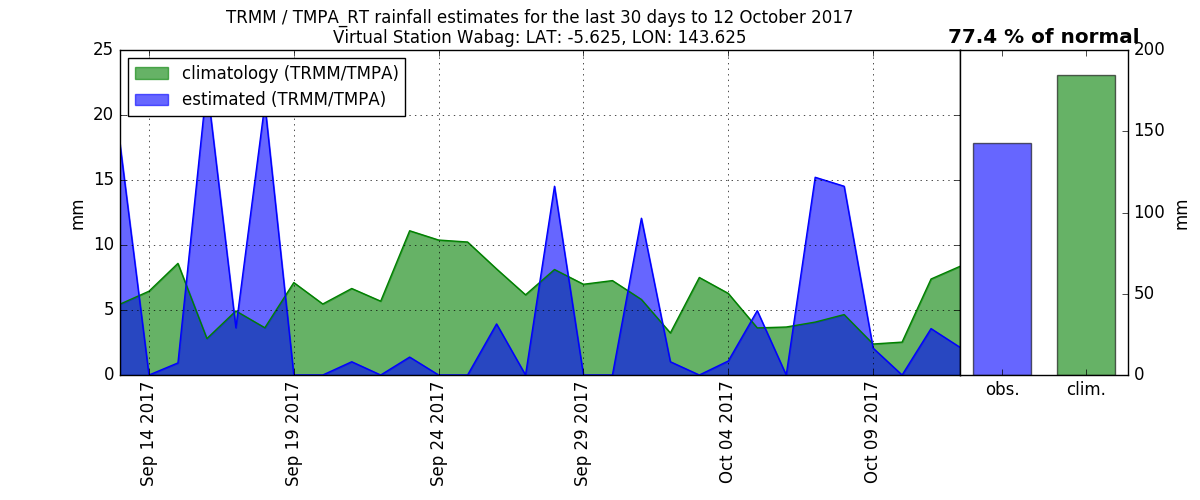 TRMM / TMPA_RT rainfall estimates for the last 30 days to 12 October 2017
Virtual Station Wabag: LAT: -5.625, LON: 143.625
77.4 % of normal
climatology (TRMM/TMPA)
estimated (TRMM/TMPA)
25
20
15
10
5
0
mm
Sep 14 2017
Sep 19 2017
Sep 24 2017
Sep 29 2017
Oct 04 2017
Oct 09 2017
obs.
clim.
200
150
100
50
0
mm